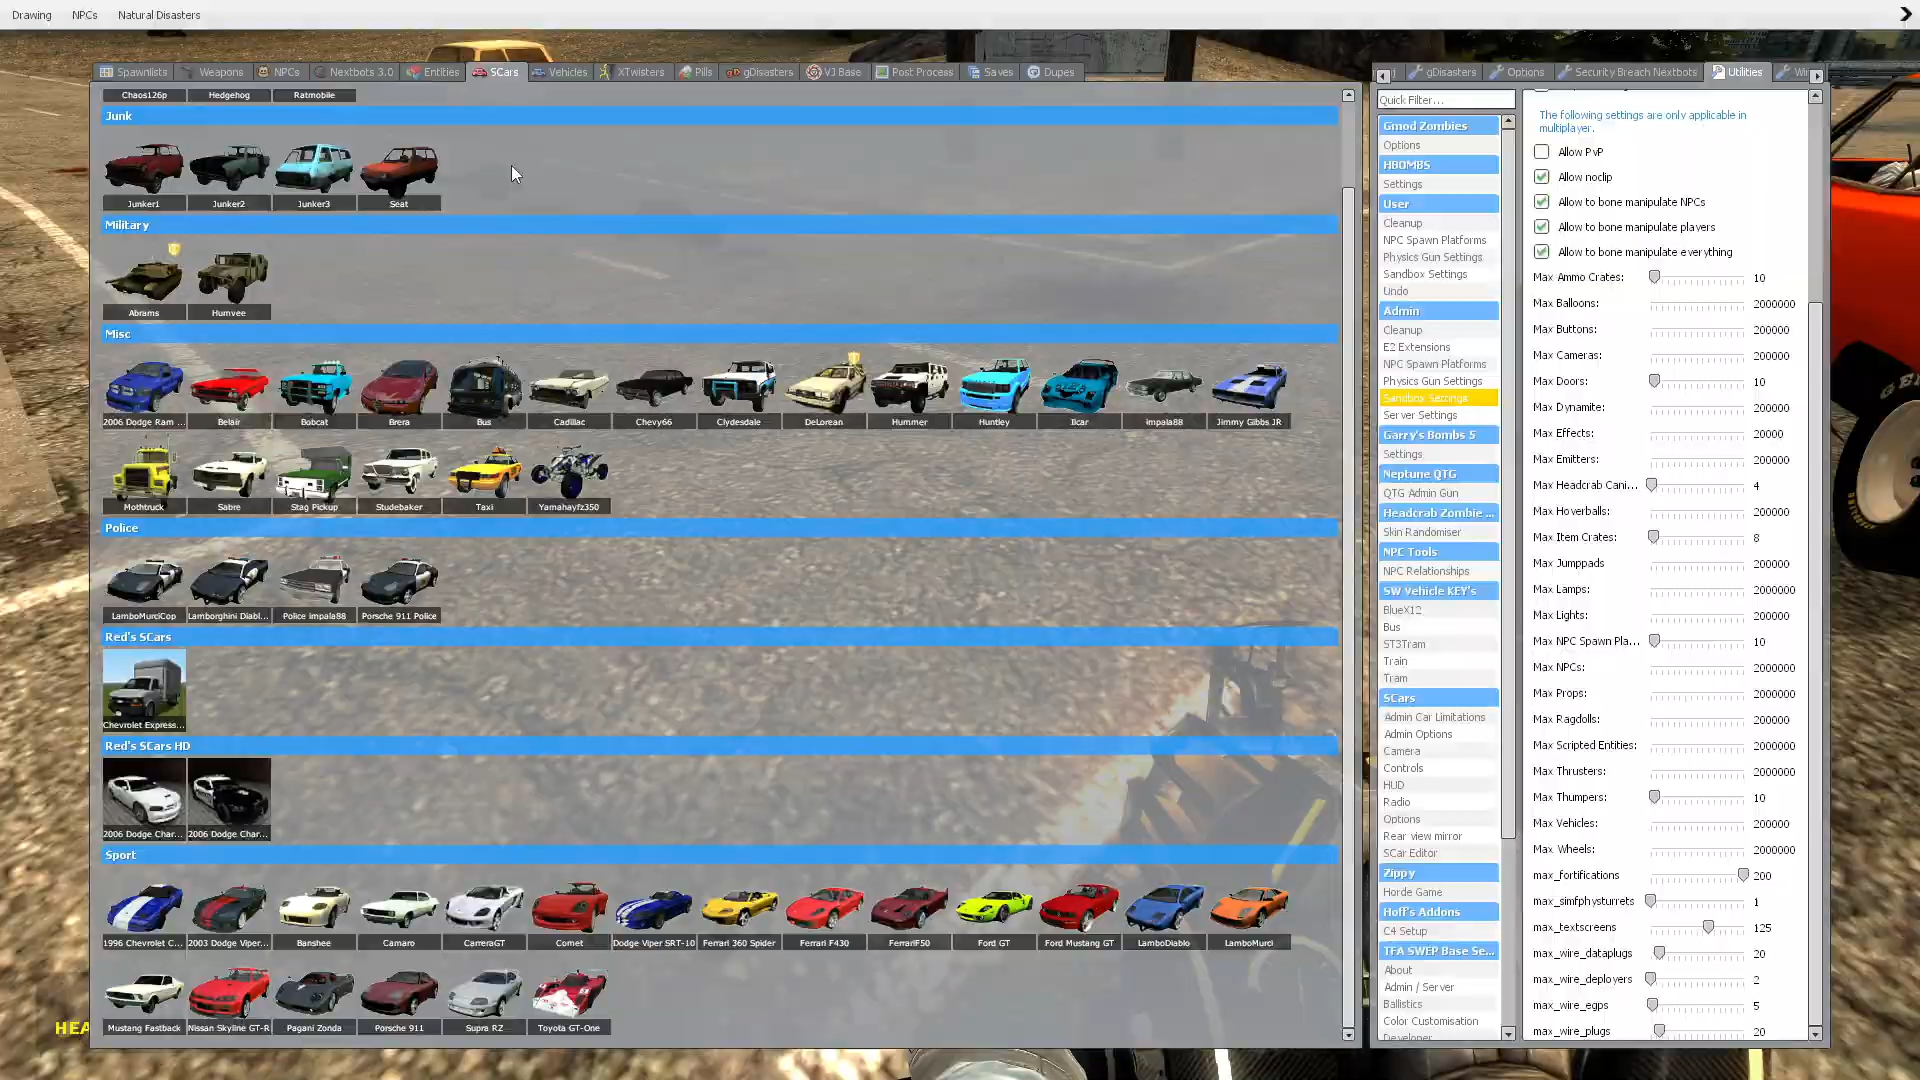 Drawing NPCs Natural Disasters
Spawnlists Weapons NPCs Nextbots 3.0 Entities SCars Vehicles XTwisters Pills gDisasters VJ Base Post Process Saves Dupes
Chaos126p Hedgehog Ratmobile
Junk
Junker1 Junker2 Junker3 Seat
Military
Abrams Humvee
Misc
2006 Dodge Ram ... Belair Bobcat Brera Bus Cadillac Chevy66 Clydesdale DeLorean Hummer Huntley Ilcar impala88 Jimmy Gibbs JR
Mothtruck Sabre Stag Pickup Studebaker Taxi Yamahayfz350
Police
LamboMurciCop Lamborghini Diabl... Police impala88 Porsche 911 Police
Red's SCars
Chevrolet Express...
Red's SCars HD
2006 Dodge Char... 2006 Dodge Char...
Sport
1996 Chevrolet C... 2003 Dodge Viper... Banshee Camaro CarreraGT Comet Dodge Viper SRT-10 Ferrari 360 Spider Ferrari F430 FerrariF50 Ford GT Ford Mustang GT LamboDiablo LamboMurci
Mustang Fastback Nissan Skyline GT-R Pagani Zonda Porsche 911 Supra RZ Toyota GT-One
HEA
gDisasters Options Security Breach Nextbots Utilities
Quick Filter...
Gmod Zombies
Options
HBOMBS
Settings
User
Cleanup
NPC Spawn Platforms
Physics Gun Settings
Sandbox Settings
Undo
Admin
Cleanup
E2 Extensions
NPC Spawn Platforms
Physics Gun Settings
Sandbox Settings
Server Settings
Garry's Bombs 5
Settings
Neptune QTG
QTG Admin Gun
Headcrab Zombie ...
Skin Randomiser
NPC Tools
NPC Relationships
SW Vehicle KEY's
BlueX12
Bus
ST3Tram
Train
Tram
SCars
Admin Car Limitations
Admin Options
Camera
Controls
HUD
Radio
Options
Rear view mirror
SCar Editor
Zippy
Horde Game
Hoff's Addons
C4 Setup
TFA SWEP Base Se...
About
Admin / Server
Ballistics
Color Customisation
Developer
The following settings are only applicable in
multiplayer.
Allow PvP
Allow noclip
Allow to bone manipulate NPCs
Allow to bone manipulate players
Allow to bone manipulate everything
Max Ammo Crates: 10
Max Balloons: 2000000
Max Buttons: 200000
Max Cameras: 200000
Max Doors: 10
Max Dynamite: 200000
Max Effects: 20000
Max Emitters: 200000
Max Headcrab Cani... 4
Max Hoverballs: 200000
Max Item Crates: 8
Max Jumppads 200000
Max Lamps: 2000000
Max Lights: 200000
Max NPC Spawn Pla... 10
Max NPCs: 2000000
Max Props: 2000000
Max Ragdolls: 200000
Max Scripted Entities: 2000000
Max Thrusters: 2000000
Max Thumpers: 10
Max Vehicles: 200000
Max Wheels: 2000000
max_fortifications 200
max_simfphysturrets 1
max_textscreens 125
max_wire_dataplugs 20
max_wire_deployers 2
max_wire_egps 5
max_wire_plugs 20